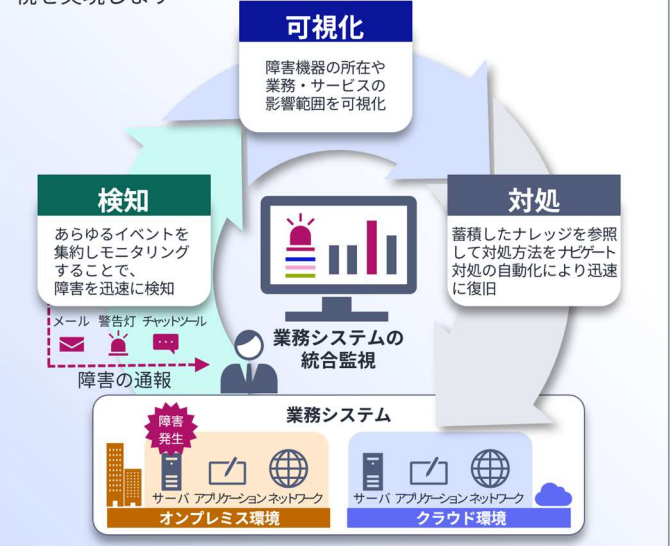 可視化
障害機器の所在や
業務・サービスの
影響範囲を可視化
検知
あらゆるイベントを
集約しモニタリング
することで、
障害を迅速に検知
対処
蓄積したナレッジを参照
して対処方法をナビゲート
対処の自動化により迅速
に復旧
メール 警告灯 チャットツール
障害の通報
業務システムの
統合監視
業務システム
障害
発生
サーバ アプリケーション ネットワーク
オンプレミス環境
サーバ アプリケーション ネットワーク
クラウド環境